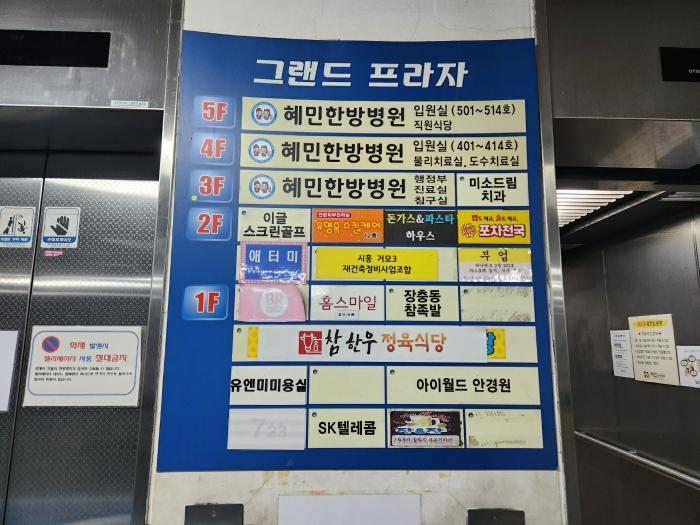 그랜드 프라자
5F 혜민한방병원 입원실 (501~514호)
직원식당
4F 혜민한방병원 입원실 (401~414호)
물리치료실, 도수치료실
3F 혜민한방병원 행정부
진료실
침구실
미소드림
치과
2F 이글
스크린골프
유명숙 스킨케어
돈가스&파스타
하우스
포차천국
애터미
시흥 거모3
재건축정비사업조합
부업
1F BR
홈스마일
장충동
참족발
참 한우 정육식당
유앤미미용실
아이월드 안경원
723
SK텔레콤
화재 발생시
엘리베이터 사용 절대금지